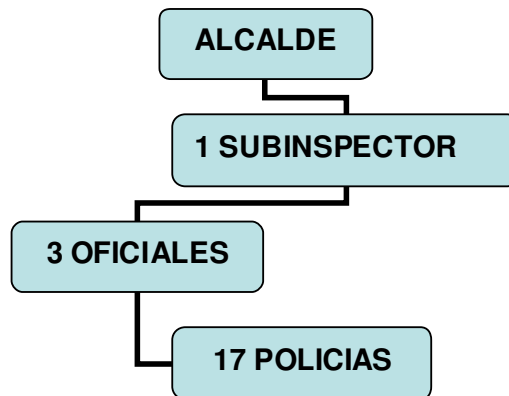 ALCALDE
1 SUBINSPECTOR
3 OFICIALES
17 POLICIAS